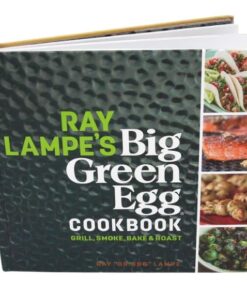 RAY
LAMPE'S
Big
Green
Egg
COOKBOOK
GRILL, SMOKE, BAKE & ROAST
RAY "DR. BBQ" LAMPE